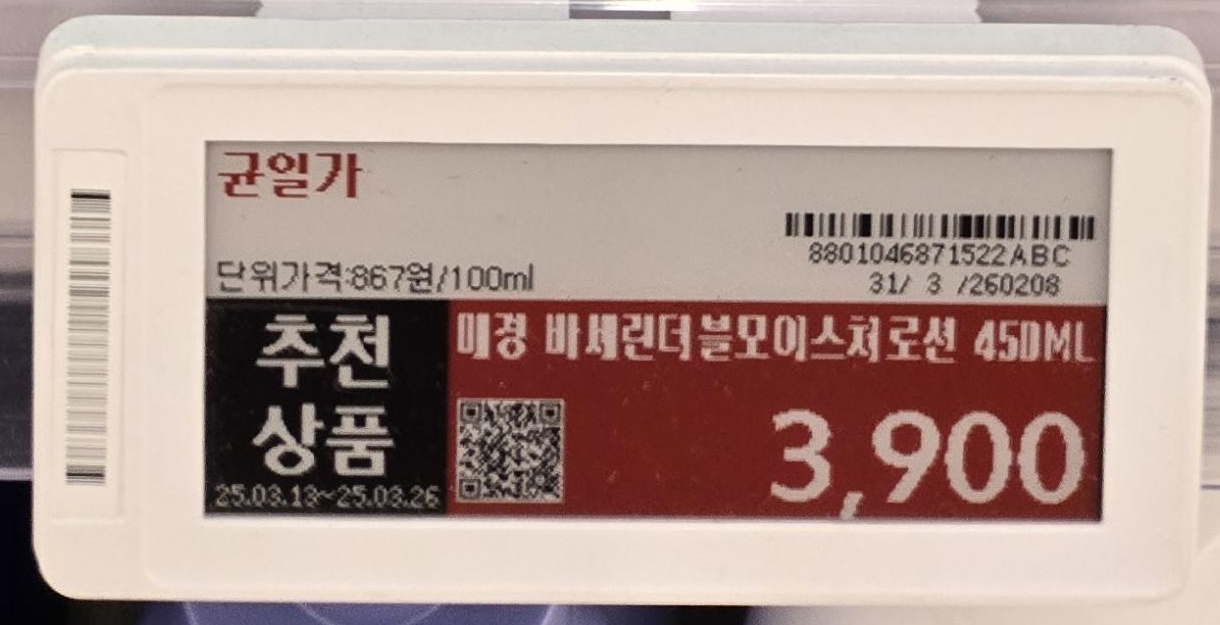 균일가
8801046871522ABC
단위가격:867원/100ml
31/ 3 /260208
추천
상품
25.03.13~25.03.26
미경 바세린더블모이스쳐로션 450ML
3,900